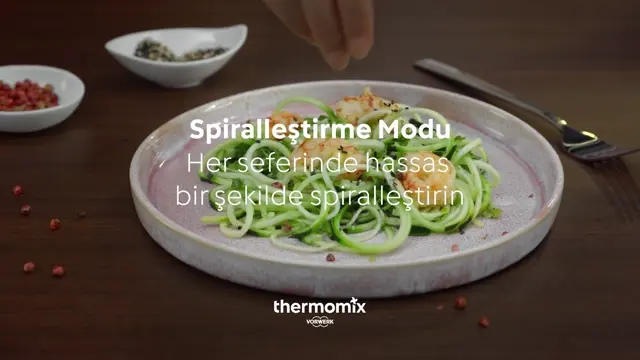 Spiralleştirme Modu
Her seferinde hassas
bir şekilde spiralleştirin
thermomix
VORWERK